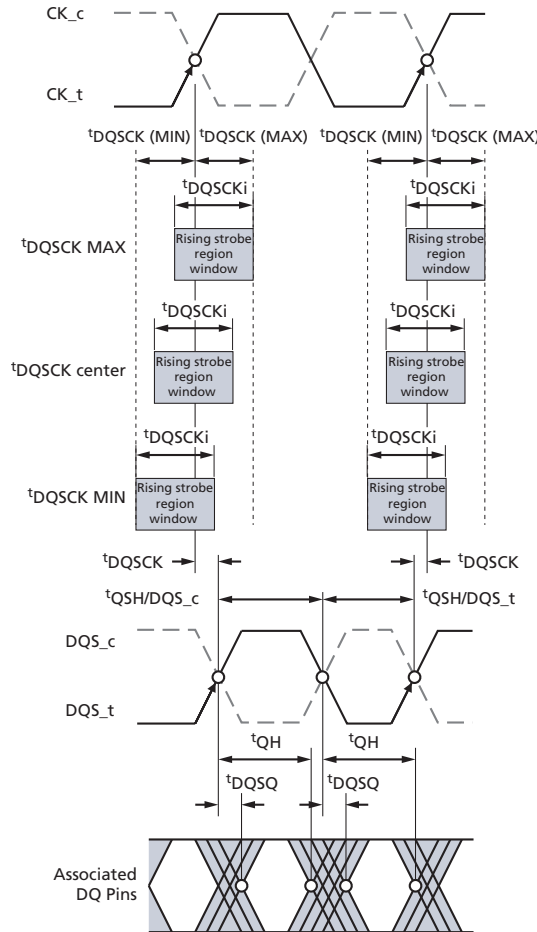 CK_c
CK_t
tDQSCK (MIN) tDQSCK (MAX) tDQSCK (MIN) tDQSCK (MAX)
tDQSCKi tDQSCKi
tDQSCK MAX
Rising strobe
region
window
Rising strobe
region
window
tDQSCKi tDQSCKi
tDQSCK center
Rising strobe
region
window
Rising strobe
region
window
tDQSCKi tDQSCKi
tDQSCK MIN
Rising strobe
region
window
Rising strobe
region
window
tDQSCK tDQSCK
tQSH/DQS_c tQSH/DQS_t
DQS_c
DQS_t
tQH tQH
tDQSQ tDQSQ
Associated
DQ Pins